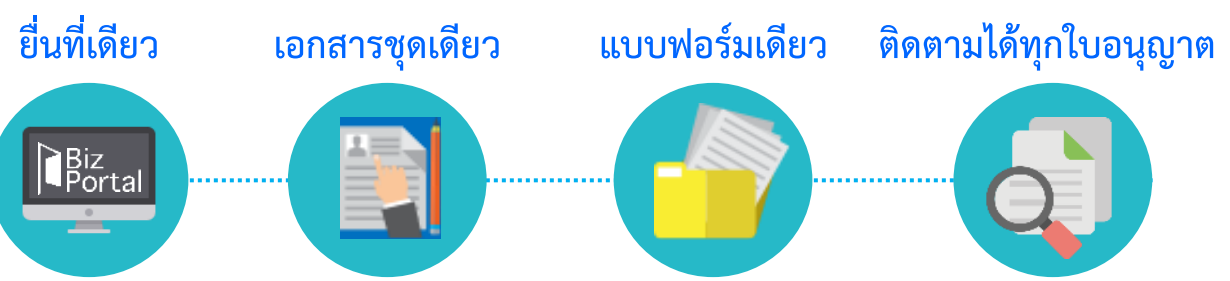 ยื่นที่เดียว
เอกสารชุดเดียว
แบบฟอร์มเดียว
ติดตามได้ทุกใบอนุญาต
Biz
Portal